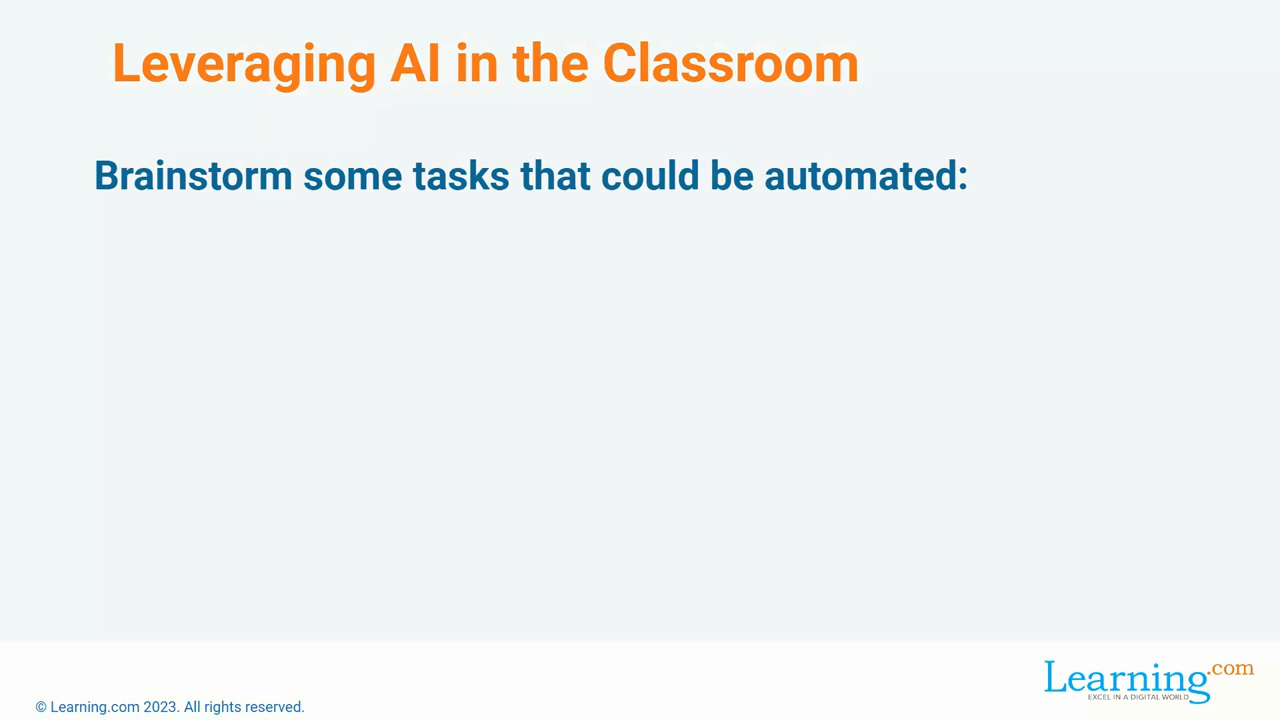 Leveraging AI in the Classroom
Brainstorm some tasks that could be automated:
Learning.com
EXCEL IN A DIGITAL WORLD
© Learning.com 2023. All rights reserved.